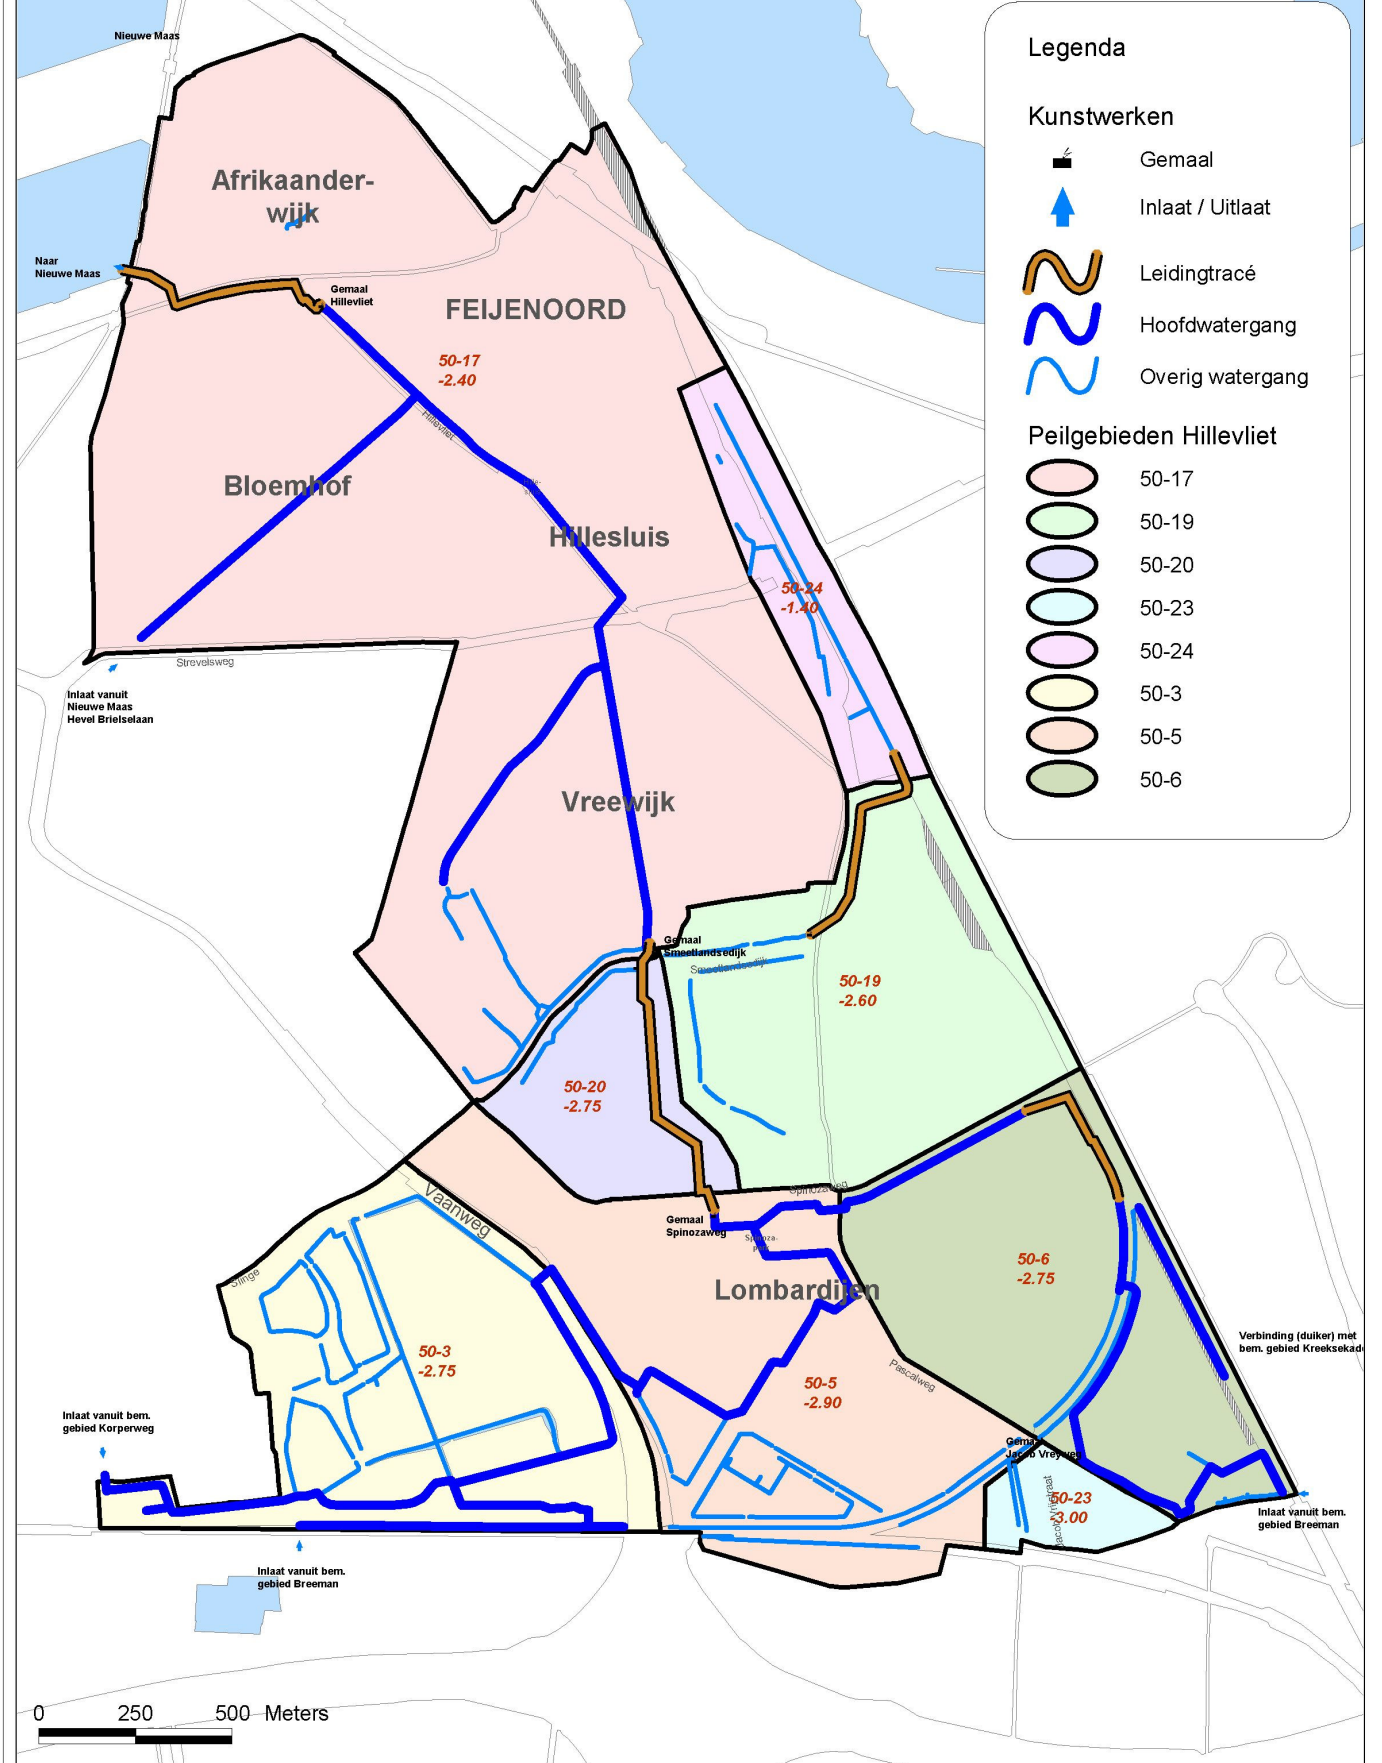 Nieuwe Maas
Afrikaander-
wijk
Naar
Nieuwe Maas
Gemaal
Hillevliet
FEIJENOORD
50-17
-2.40
Hillevliet
Bloemhof
Hillesluis
50-24
-1.40
Strevelsweg
Inlaat vanuit
Nieuwe Maas
Hevel Brielselaan
Vreewijk
Gemaal
Smeetlandsedijk
Smeetlandsedijk
50-19
-2.60
50-20
-2.75
Vaanweg
Spinozaweg
Gemaal
Spinozaweg
Spinoza-
park
Slinge
Lombardijen
50-6
-2.75
50-3
-2.75
50-5
-2.90
Pascalweg
Verbinding (duiker) met
bem. gebied Kreeksekade
Inlaat vanuit bem.
gebied Korperweg
Gemaal
Jacob Vreyweg
50-23
-3.00
Inlaat vanuit bem.
gebied Breeman
Inlaat vanuit bem.
gebied Breeman
0 250 500 Meters
Legenda
Kunstwerken
Gemaal
Inlaat / Uitlaat
Leidingtracé
Hoofdwatergang
Overig watergang
Peilgebieden Hillevliet
50-17
50-19
50-20
50-23
50-24
50-3
50-5
50-6